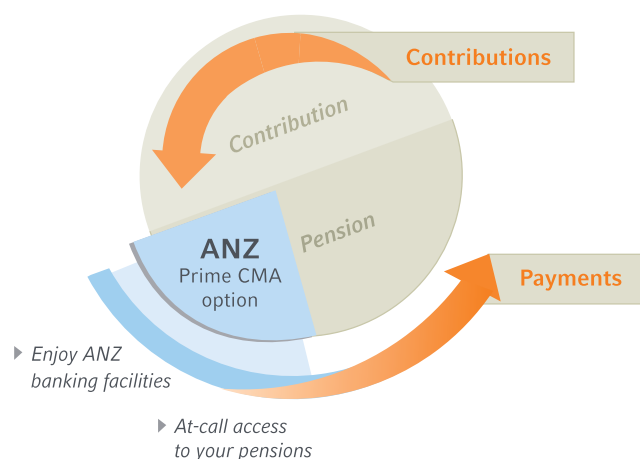 Contributions
Contribution
Pension
ANZ
Prime CMA
option
Payments
Enjoy ANZ
banking facilities
At-call access
to your pensions